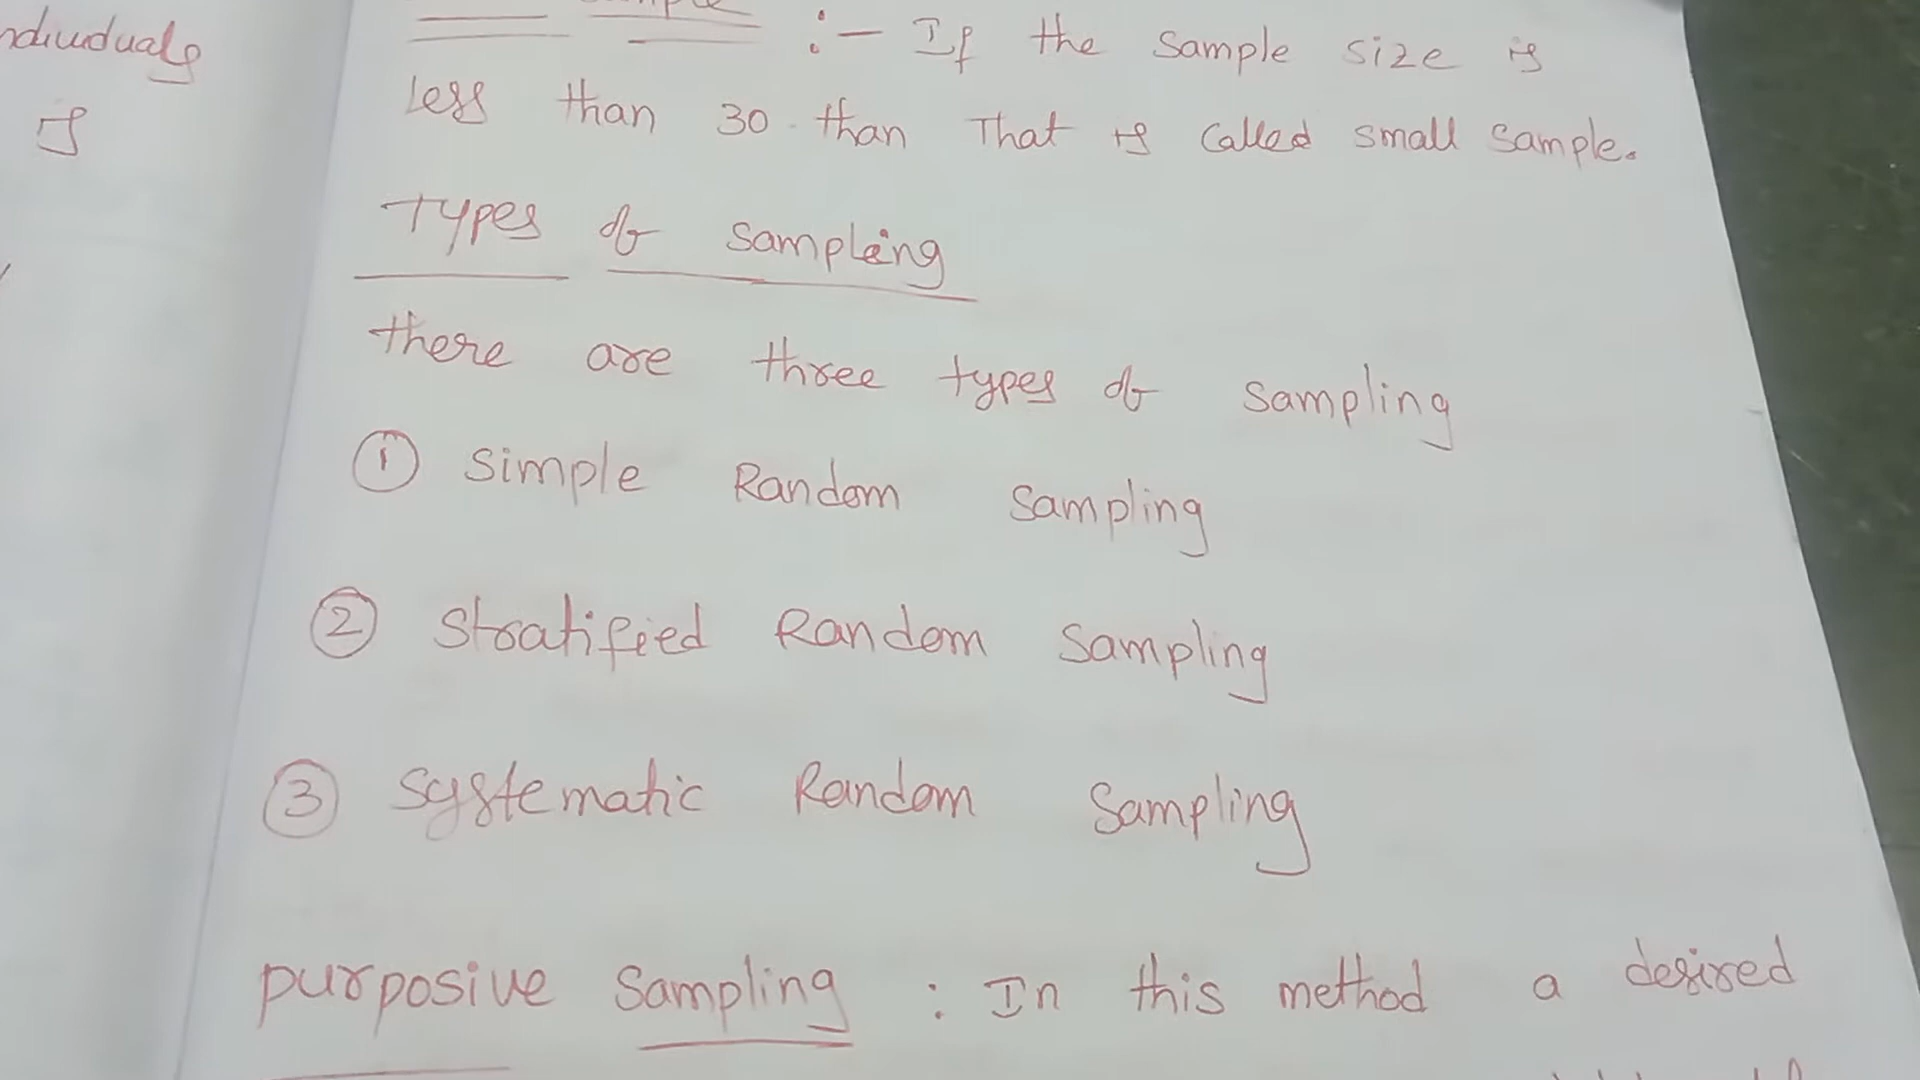 ndividuals
is
:- If the sample size is
less than 30 than That is called small sample.
Types of sampling
there are three types of sampling
① Simple Random Sampling
② Stratified Random Sampling
③ Systematic Random Sampling
purposive Sampling : In this method a desired